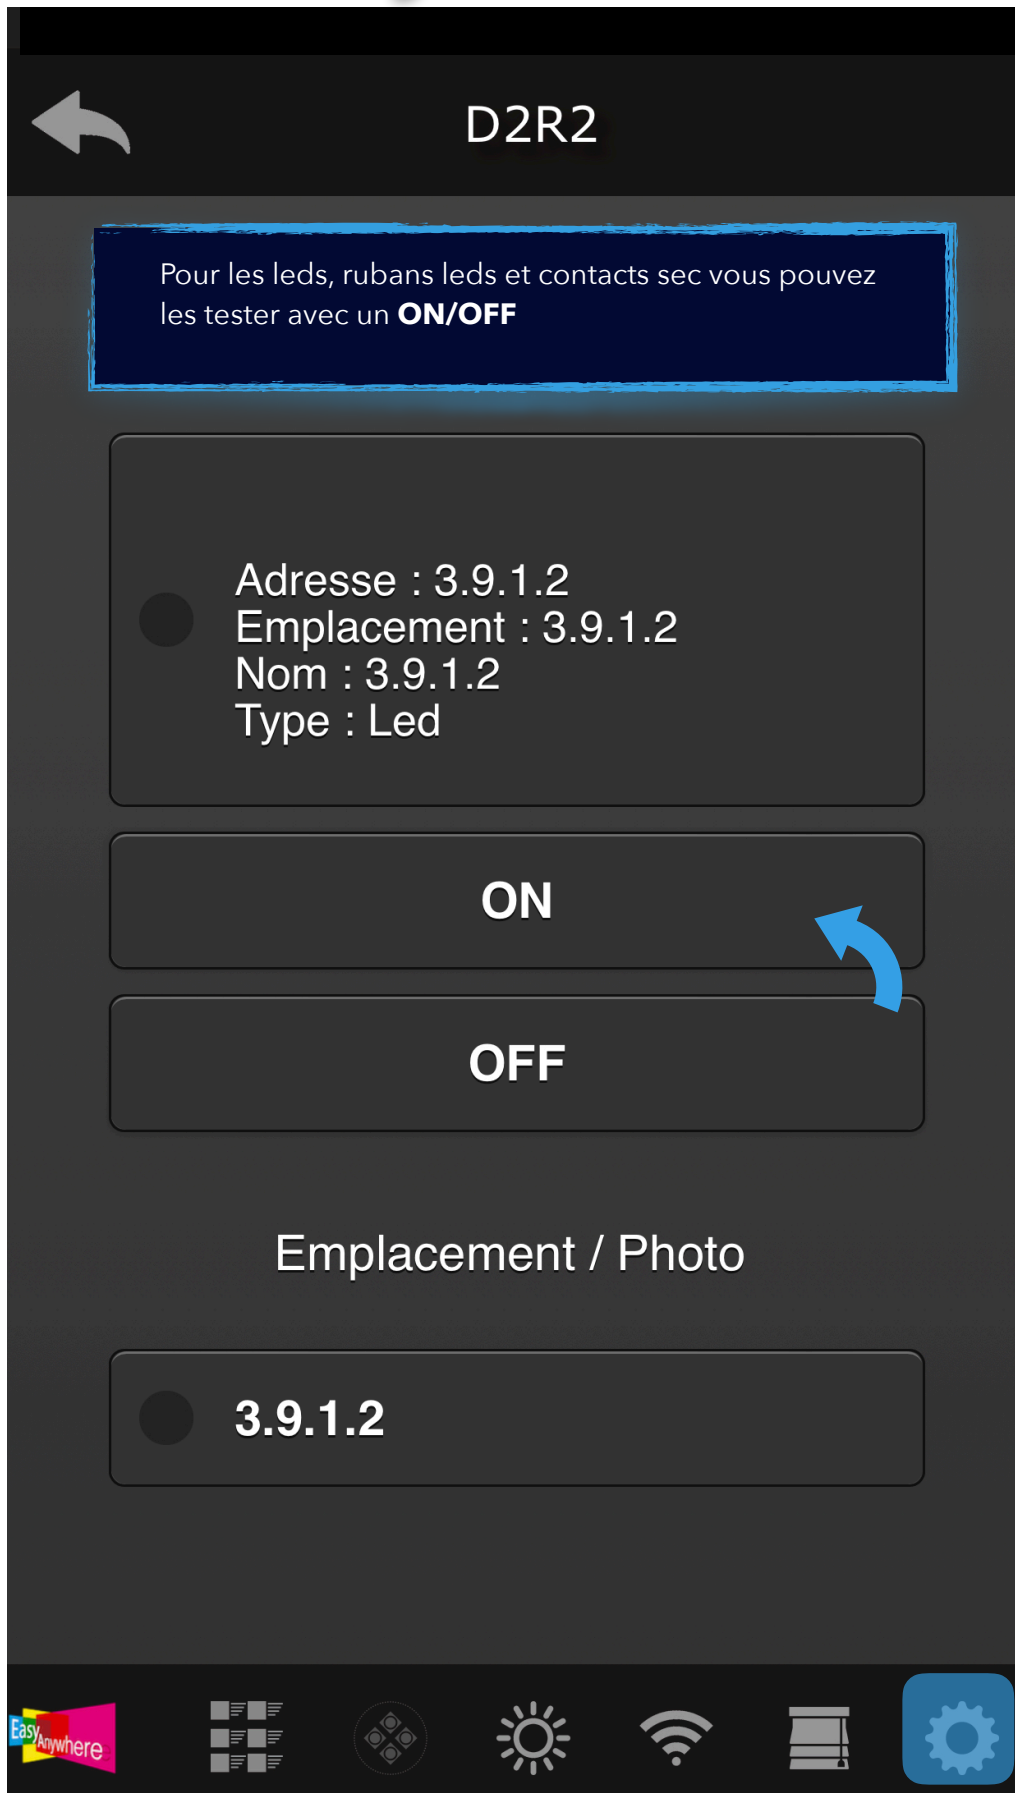 D2R2
Pour les leds, rubans leds et contacts sec vous pouvez
les tester avec un ON/OFF
Adresse : 3.9.1.2
Emplacement : 3.9.1.2
Nom : 3.9.1.2
Type : Led
ON
OFF
Emplacement / Photo
3.9.1.2
Easy Anywhere